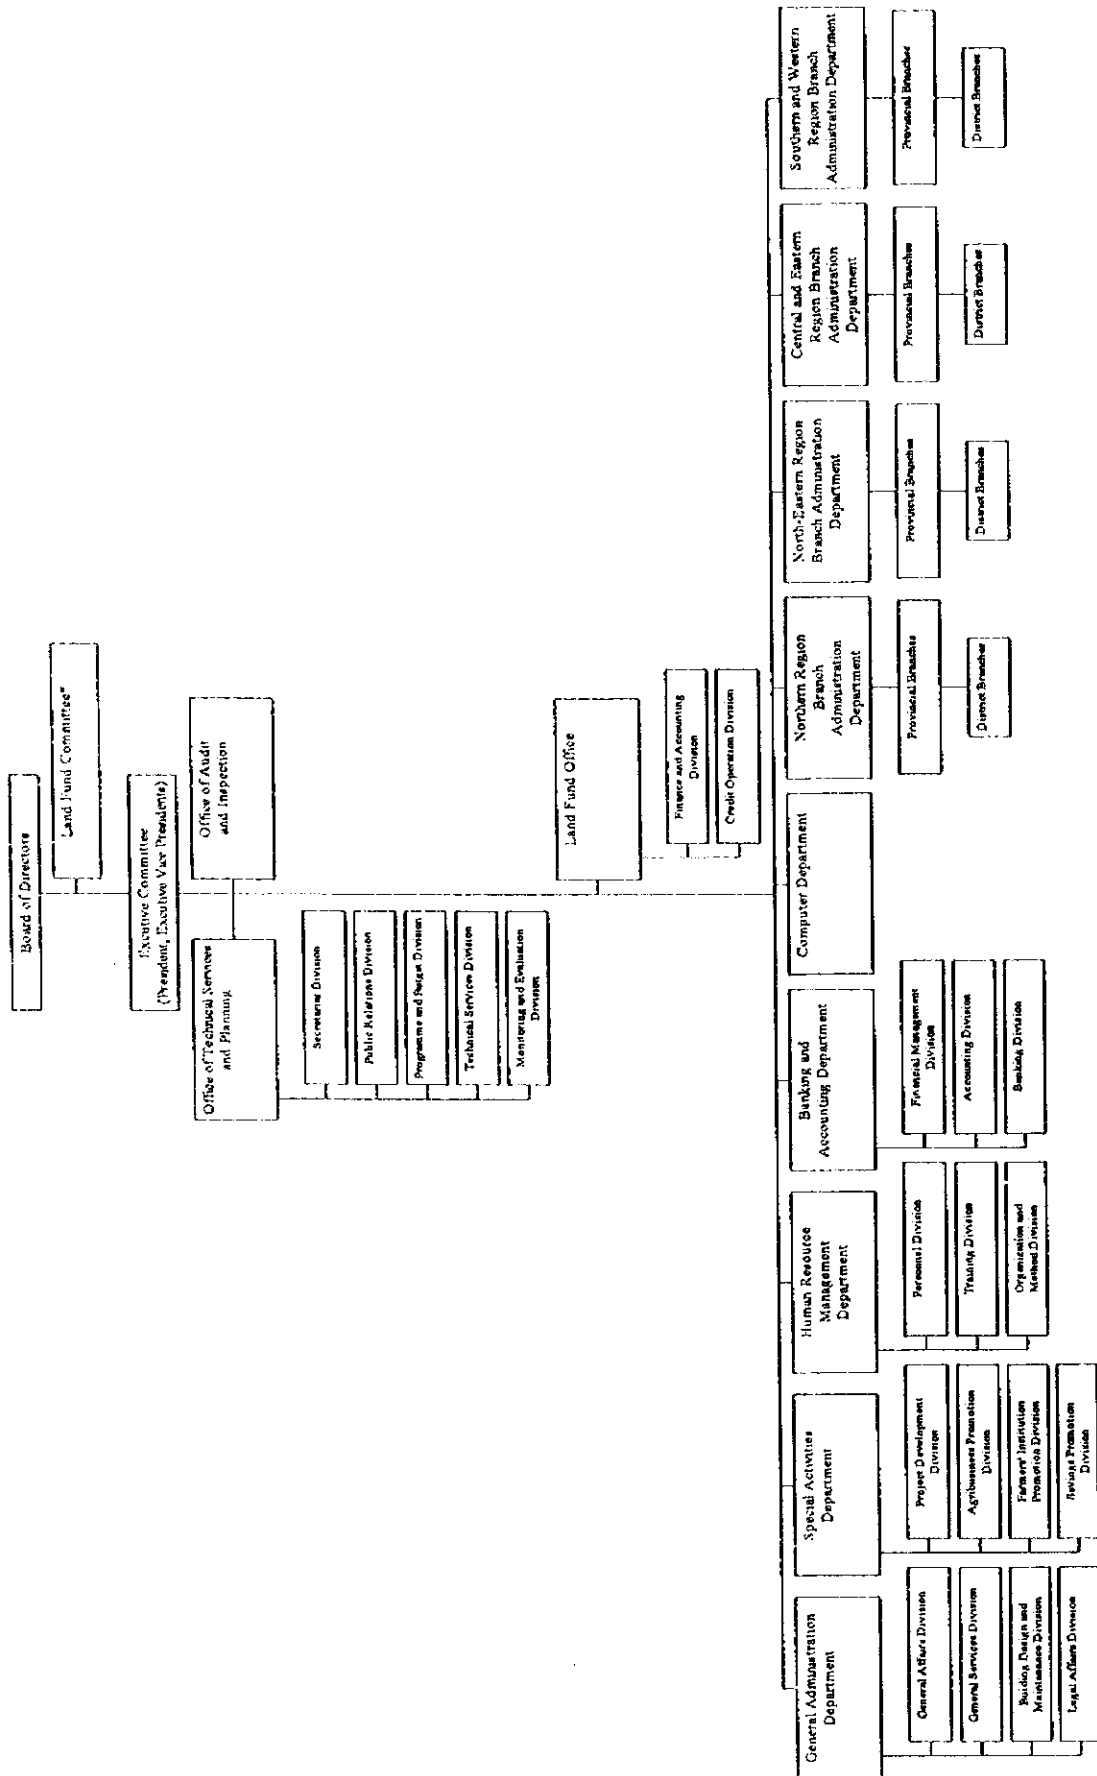 Board of Directors
Land Fund Committee*
Executive Committee
(President, Executive Vice Presidents)
Office of Technical Services
and Planning
Office of Audit
and Inspection
Secretariat Division
Public Relations Division
Programme and Budget Division
Technical Services Division
Monitoring and Evaluation
Division
Land Fund Office
Finance and Accounting
Division
Credit Operation Division
General Administration
Department
Special Activities
Department
Human Resource
Management
Department
Banking and
Accounting Department
Computer Department
Northern Region
Branch
Administration
Department
North-Eastern Region
Branch Administration
Department
Central and Eastern
Region Branch
Administration
Department
Southern and Western
Region Branch
Administration Department
General Affairs Division
General Services Division
Building Design and
Maintenance Division
Legal Affairs Division
Project Development
Division
Agribusiness Promotion
Division
Farmers' Institution
Promotion Division
Savings Promotion
Division
Personnel Division
Training Division
Organization and
Method Division
Financial Management
Division
Accounting Division
Banking Division
Provincial Branches
District Branches
Provincial Branches
District Branches
Provincial Branches
District Branches
Provincial Branches
District Branches